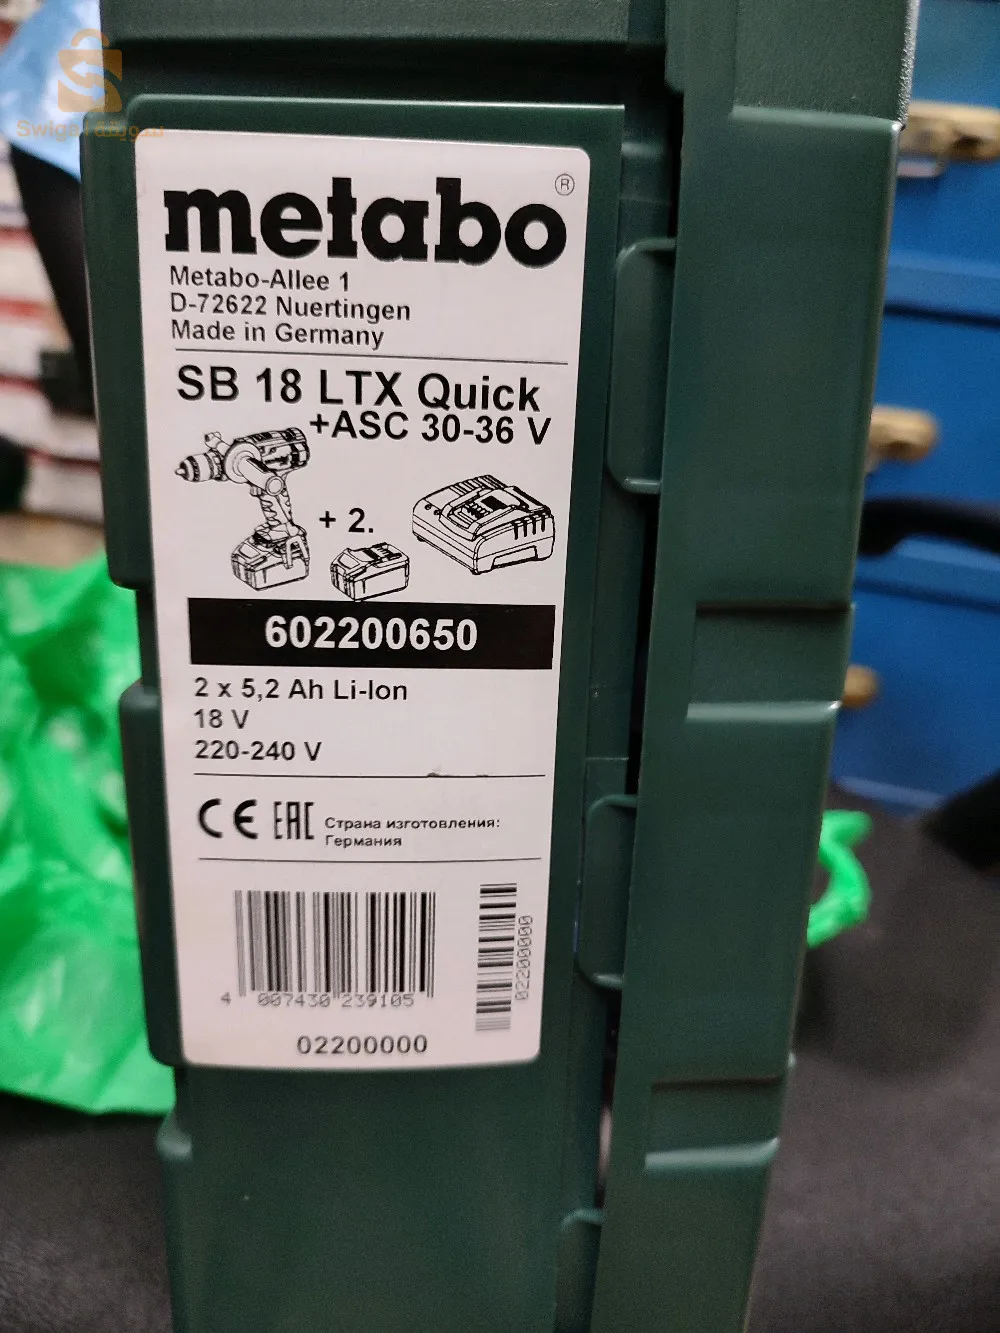 metabo®
Metabo-Allee 1
D-72622 Nuertingen
Made in Germany
SB 18 LTX Quick
+ASC 30-36 V
+ 2.
602200650
2 x 5,2 Ah Li-Ion
18 V
220-240 V
CE EAC Страна изготовления:
Германия
4 007430 239105
02200000
02200000